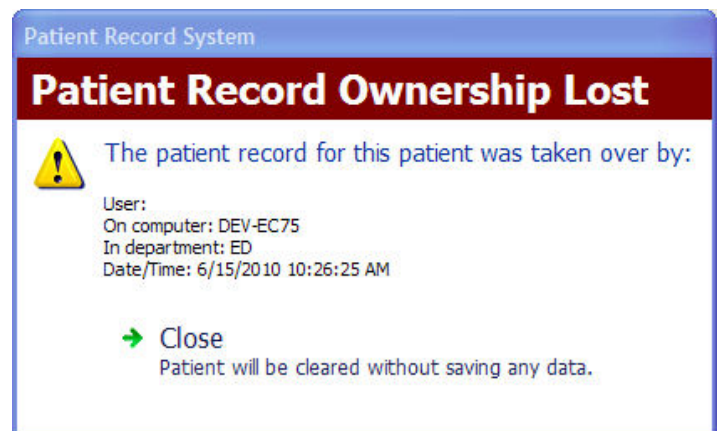 Patient Record System
Patient Record Ownership Lost
The patient record for this patient was taken over by:
User:
On computer: DEV-EC75
In department: ED
Date/Time: 6/15/2010 10:26:25 AM
Close
Patient will be cleared without saving any data.